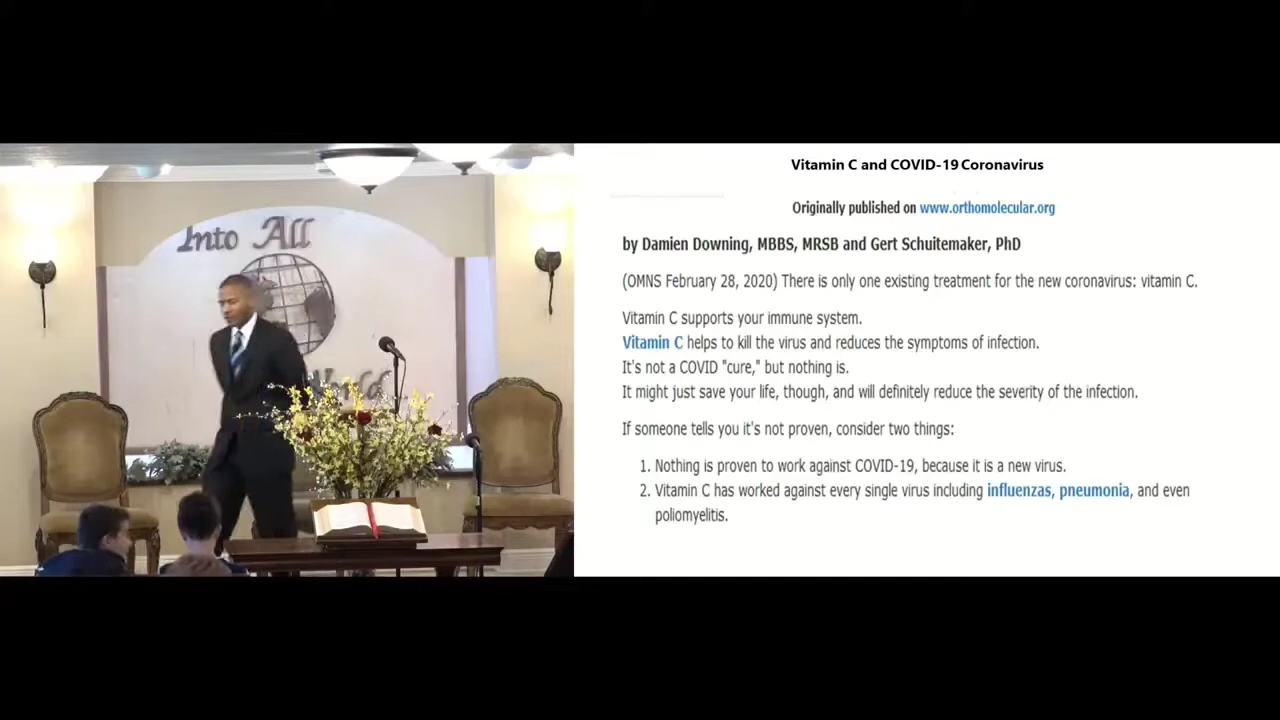 Into All
World
Vitamin C and COVID-19 Coronavirus
Originally published on www.orthomolecular.org
by Damien Downing, MBBS, MRSB and Gert Schuitemaker, PhD
(OMNS February 28, 2020) There is only one existing treatment for the new coronavirus: vitamin C.
Vitamin C supports your immune system.
Vitamin C helps to kill the virus and reduces the symptoms of infection.
It's not a COVID "cure," but nothing is.
It might just save your life, though, and will definitely reduce the severity of the infection.
If someone tells you it's not proven, consider two things:
1. Nothing is proven to work against COVID-19, because it is a new virus.
2. Vitamin C has worked against every single virus including influenzas, pneumonia, and even
poliomyelitis.